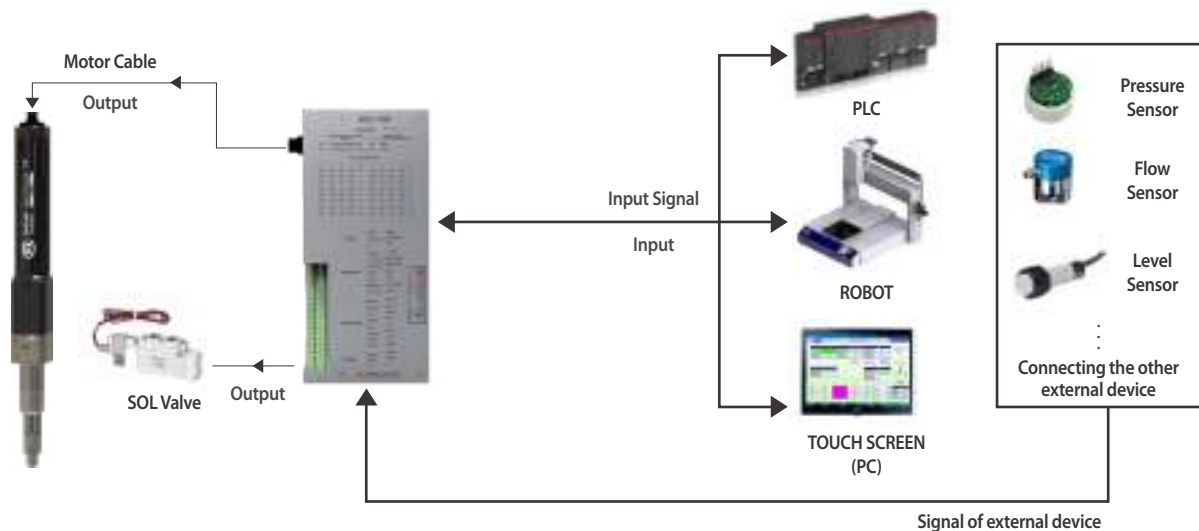 Motor Cable
Output
SOL Valve
Output
Input Signal
Input
PLC
ROBOT
TOUCH SCREEN
(PC)
Pressure
Sensor
Flow
Sensor
Level
Sensor
Connecting the other
external device
Signal of external device